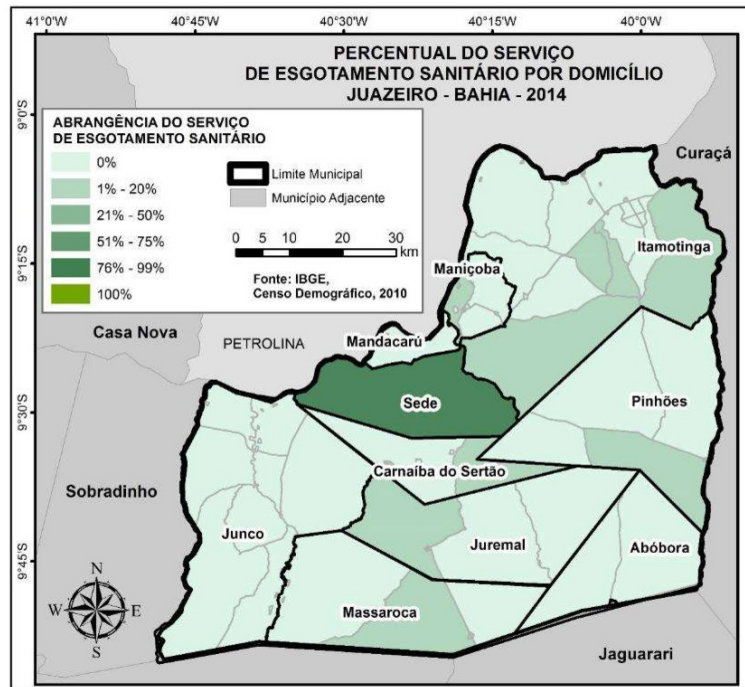 41°0'W 40°45'W 40°30'W 40°15'W 40°0'W
PERCENTUAL DO SERVIÇO
DE ESGOTAMENTO SANITÁRIO POR DOMICÍLIO
JUAZEIRO - BAHIA - 2014
ABRANGÊNCIA DO SERVIÇO
DE ESGOTAMENTO SANITÁRIO
0%
1% - 20%
21% - 50%
51% - 75%
76% - 99%
100%
Limite Municipal
Município Adjacente
0 5 10 20 30
km
Fonte: IBGE,
Censo Demográfico, 2010
9°0'S
9°15'S
9°30'S
9°45'S
Curaçá
Itamotinga
Maniçoba
Casa Nova
PETROLINA
Mandacarú
Sede
Pinhões
Carnaíba do Sertão
Sobradinho
Junco
Juremal
Abóbora
Massaroca
Jaguarari
N
W E
S